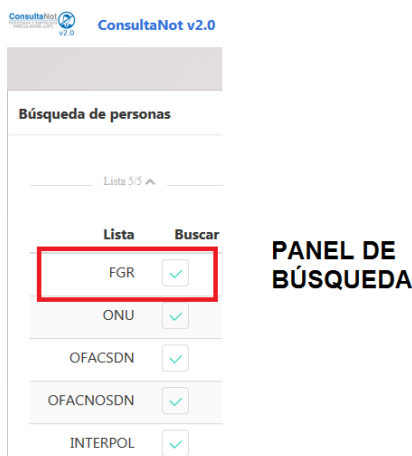 ConsultaNot
v2.0
ConsultaNot v2.0
Búsqueda de personas
Lista 5/5
Lista Buscar
FGR
ONU
OFACSDN
OFACNOSDN
INTERPOL
PANEL DE
BÚSQUEDA